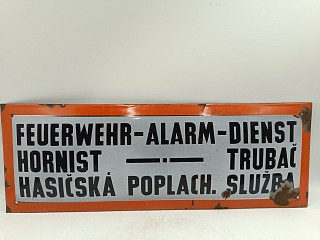 FEUERWEHR-ALARM-DIENST
HORNIST —•— TRUBAČ
HASIČSKÁ POPLACH. SLUŽBA